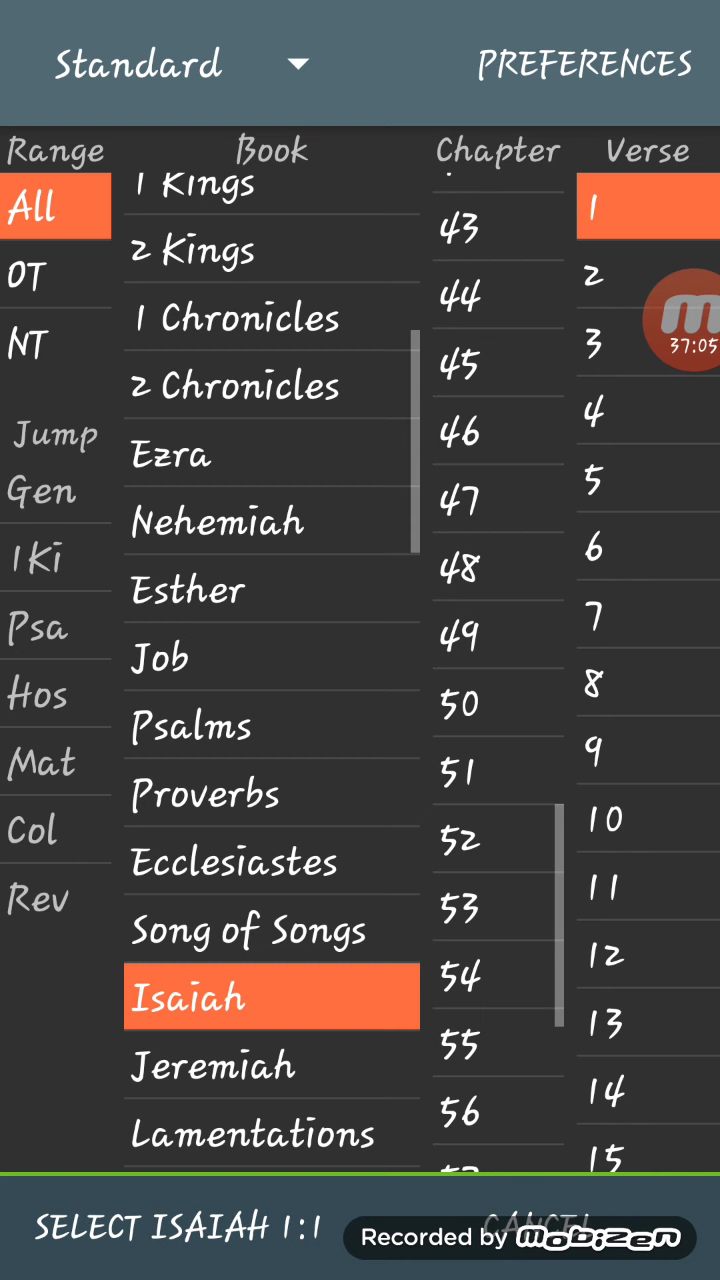 Standard
PREFERENCES
Range
Book
Chapter
Verse
All
OT
NT
Jump
Gen
1 Ki
Psa
Hos
Mat
Col
Rev
1 Kings
2 Kings
1 Chronicles
2 Chronicles
Ezra
Nehemiah
Esther
Job
Psalms
Proverbs
Ecclesiastes
Song of Songs
Isaiah
Jeremiah
Lamentations
43
44
45
46
47
48
49
50
51
52
53
54
55
56
1
2
3
4
5
6
7
8
9
10
11
12
13
14
15
m
37:05
SELECT ISAIAH 1:1
CANCEL
Recorded by mobizen